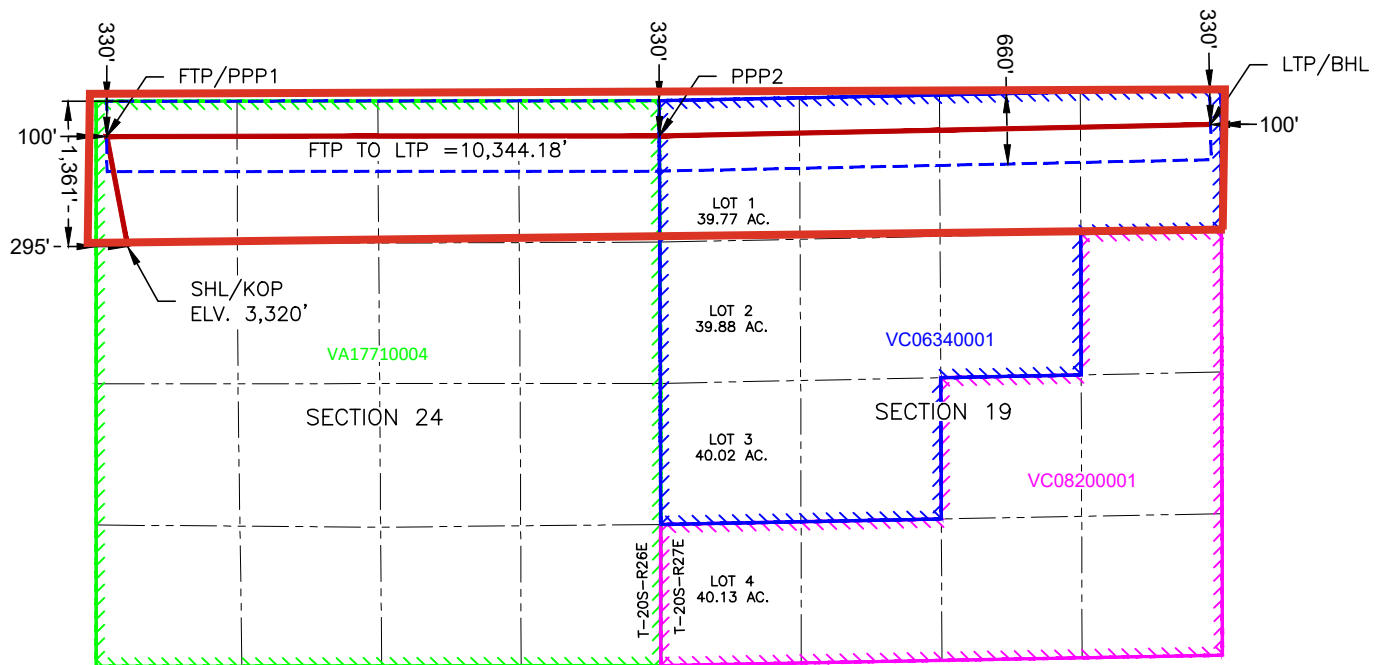 330'
330'
660'
330'
FTP/PPP1
PPP2
LTP/BHL
100'
100'
1,361'
FTP TO LTP =10,344.18'
295'
LOT 1
39.77 AC.
SHL/KOP
ELV. 3,320'
LOT 2
39.88 AC.
VA17710004
VC06340001
SECTION 24
SECTION 19
LOT 3
40.02 AC.
VC08200001
T-20S-R26E
T-20S-R27E
LOT 4
40.13 AC.